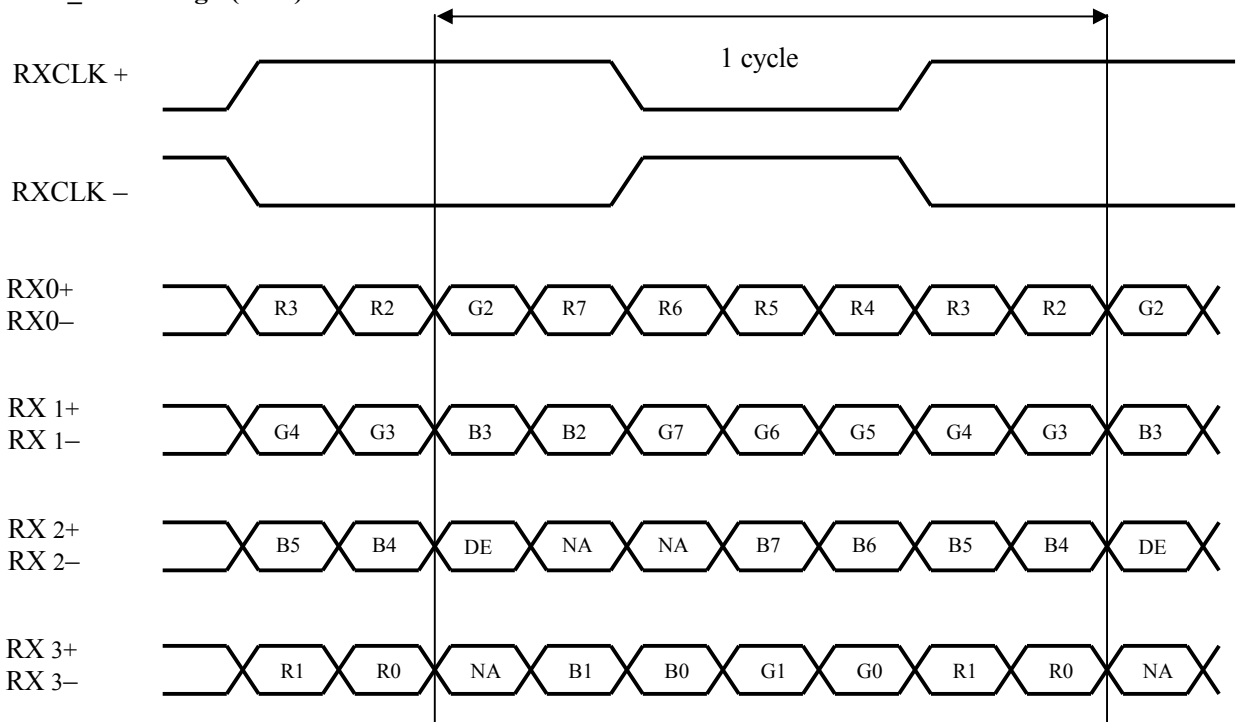 1 cycle
RXCLK +
RXCLK –
RX0+
RX0–
R3 R2 G2 R7 R6 R5 R4 R3 R2 G2
RX 1+
RX 1–
G4 G3 B3 B2 G7 G6 G5 G4 G3 B3
RX 2+
RX 2–
B5 B4 DE NA NA B7 B6 B5 B4 DE
RX 3+
RX 3–
R1 R0 NA B1 B0 G1 G0 R1 R0 NA